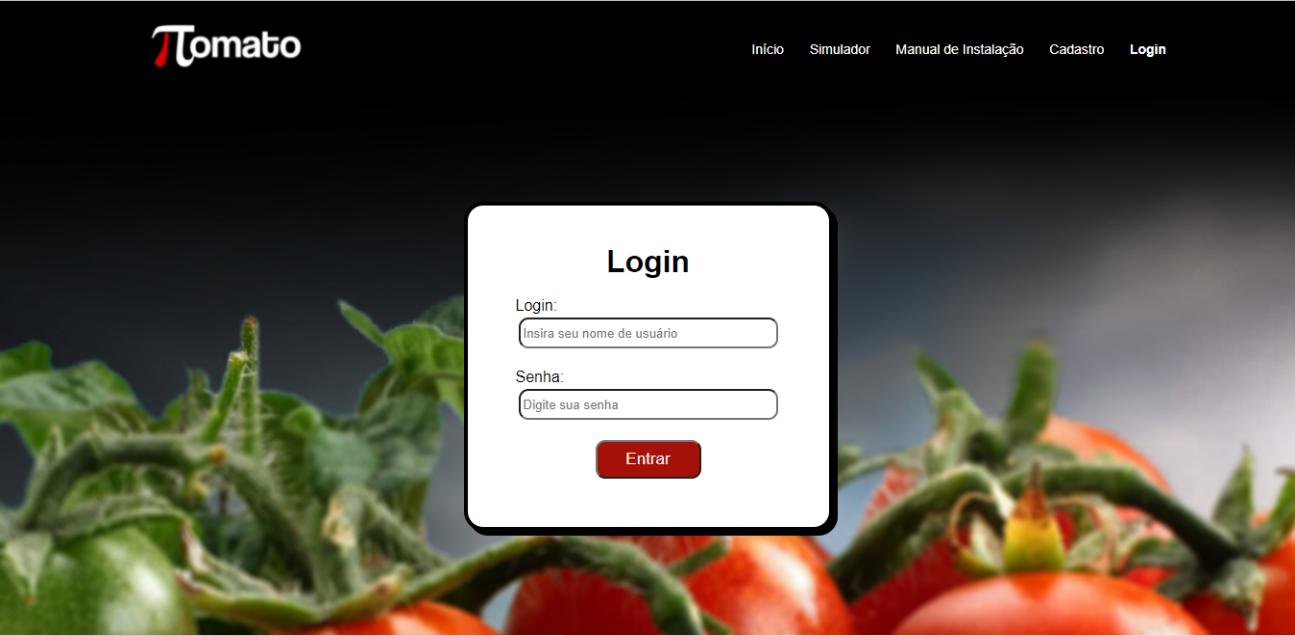 πTomato
Início Simulador Manual de Instalação Cadastro Login
Login
Login:
Insira seu nome de usuário
Senha:
Digite sua senha
Entrar